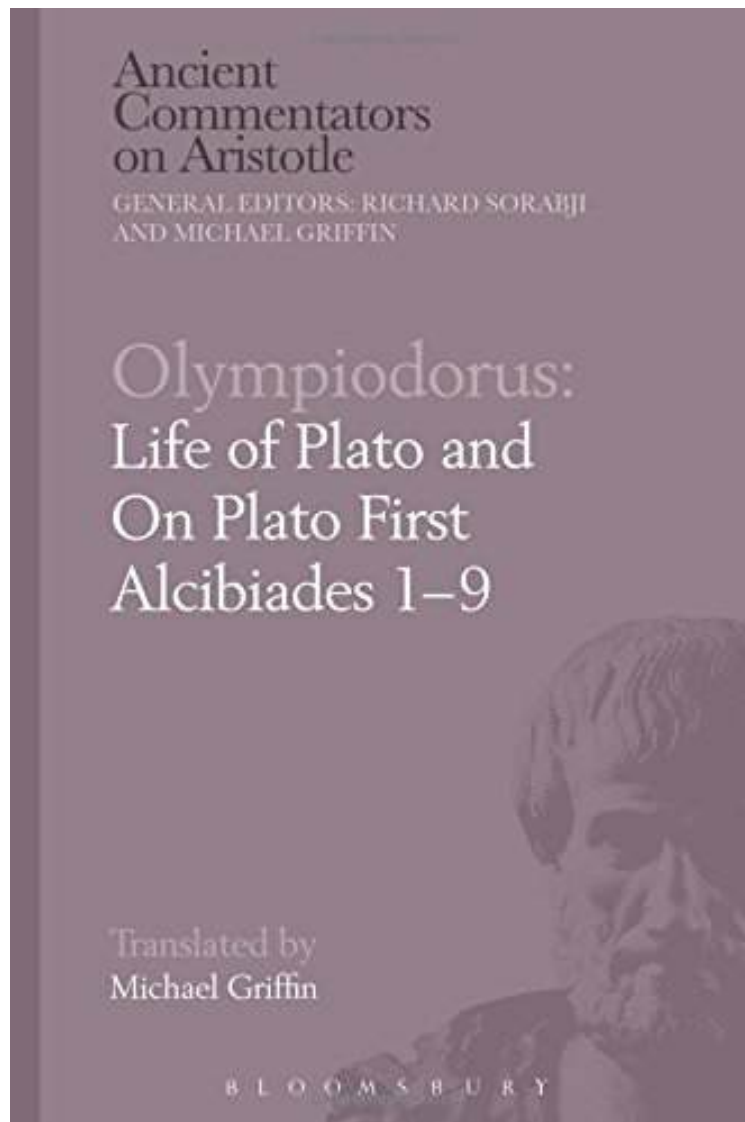 Ancient
Commentators
on Aristotle
GENERAL EDITORS: RICHARD SORABJI
AND MICHAEL GRIFFIN
Olympiodorus:
Life of Plato and
On Plato First
Alcibiades 1–9
Translated by
Michael Griffin
BLOOMSBURY